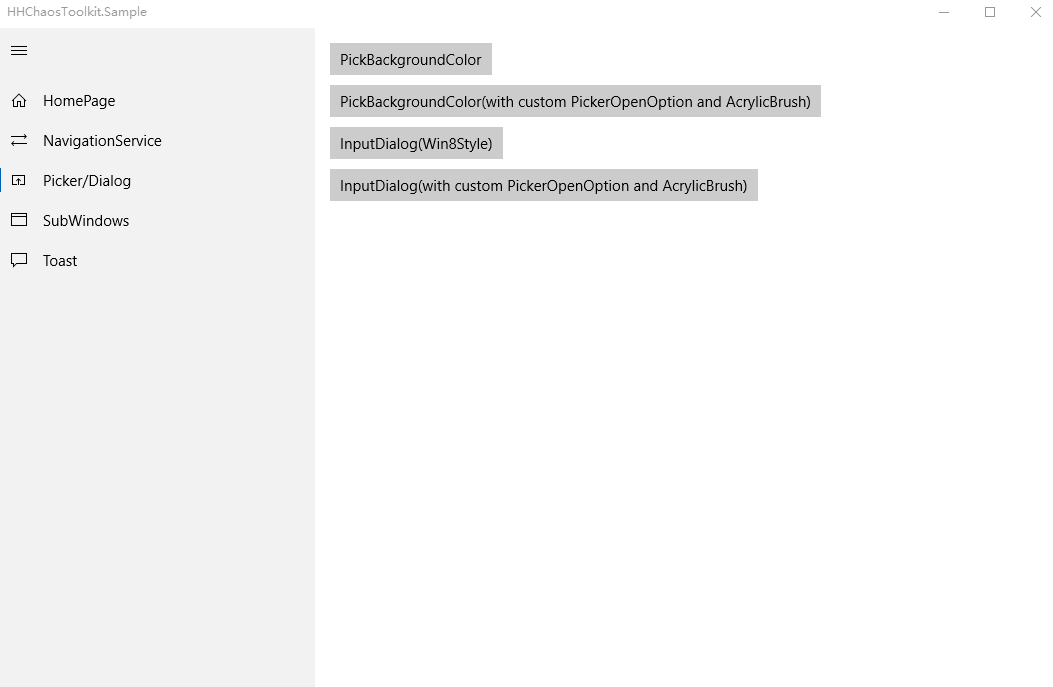 HHChaosToolkit.Sample
HomePage
NavigationService
Picker/Dialog
SubWindows
Toast
PickBackgroundColor
PickBackgroundColor(with custom PickerOpenOption and AcrylicBrush)
InputDialog(Win8Style)
InputDialog(with custom PickerOpenOption and AcrylicBrush)